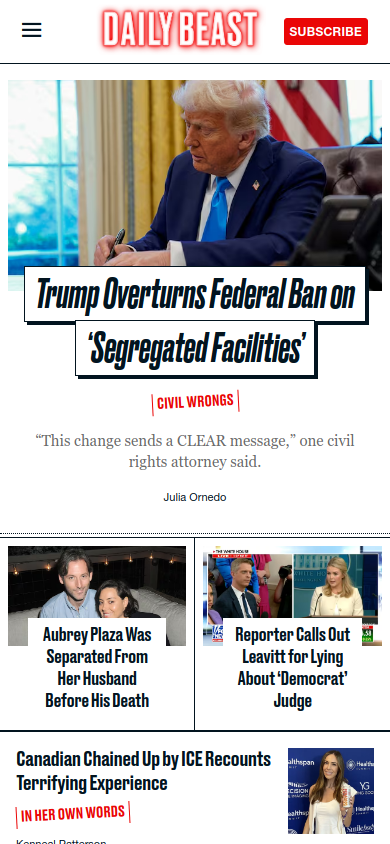 DAILY BEAST
SUBSCRIBE
Trump Overturns Federal Ban on
‘Segregated Facilities’
CIVIL WRONGS
“This change sends a CLEAR message,” one civil
rights attorney said.
Julia Ornedo
THE WHITE HOUSE
Aubrey Plaza Was
Separated From
Her Husband
Before His Death
Reporter Calls Out
Leavitt for Lying
About ‘Democrat’
Judge
Canadian Chained Up by ICE Recounts
Terrifying Experience
IN HER OWN WORDS